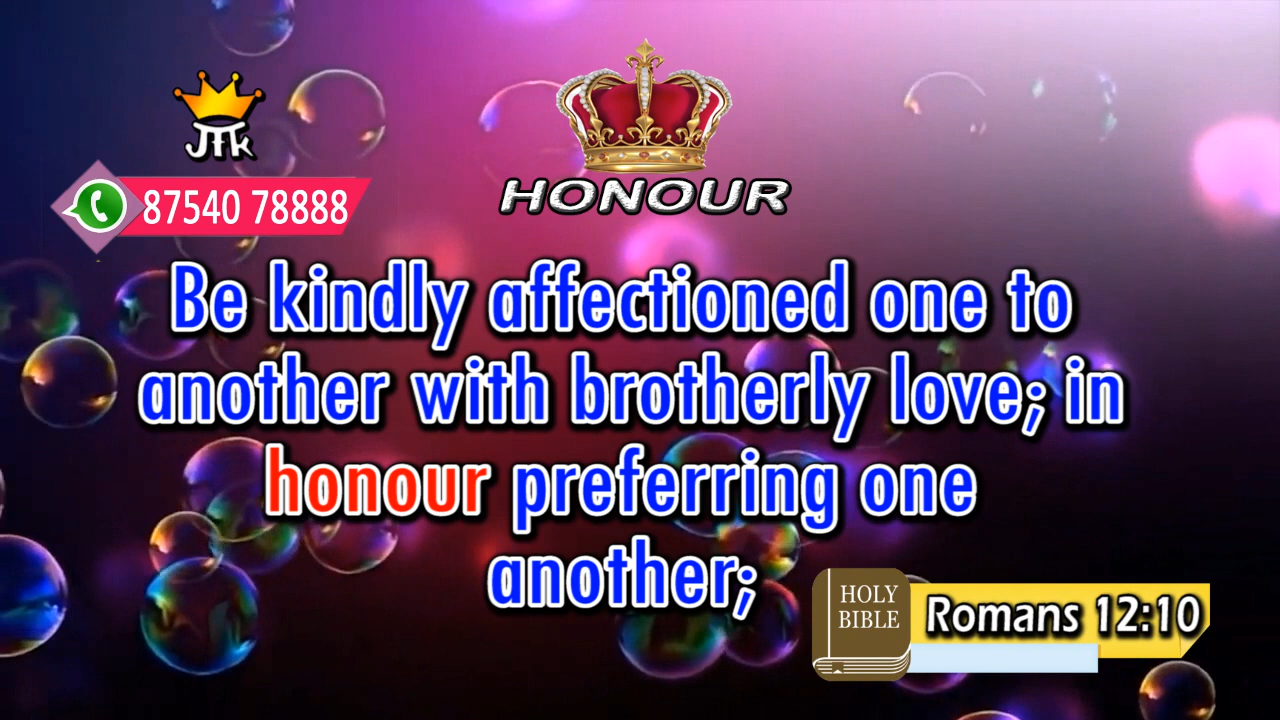 JTK
HONOUR
87540 78888
Be kindly affectioned one to
another with brotherly love; in
honour preferring one
another;
HOLY
BIBLE
Romans 12:10